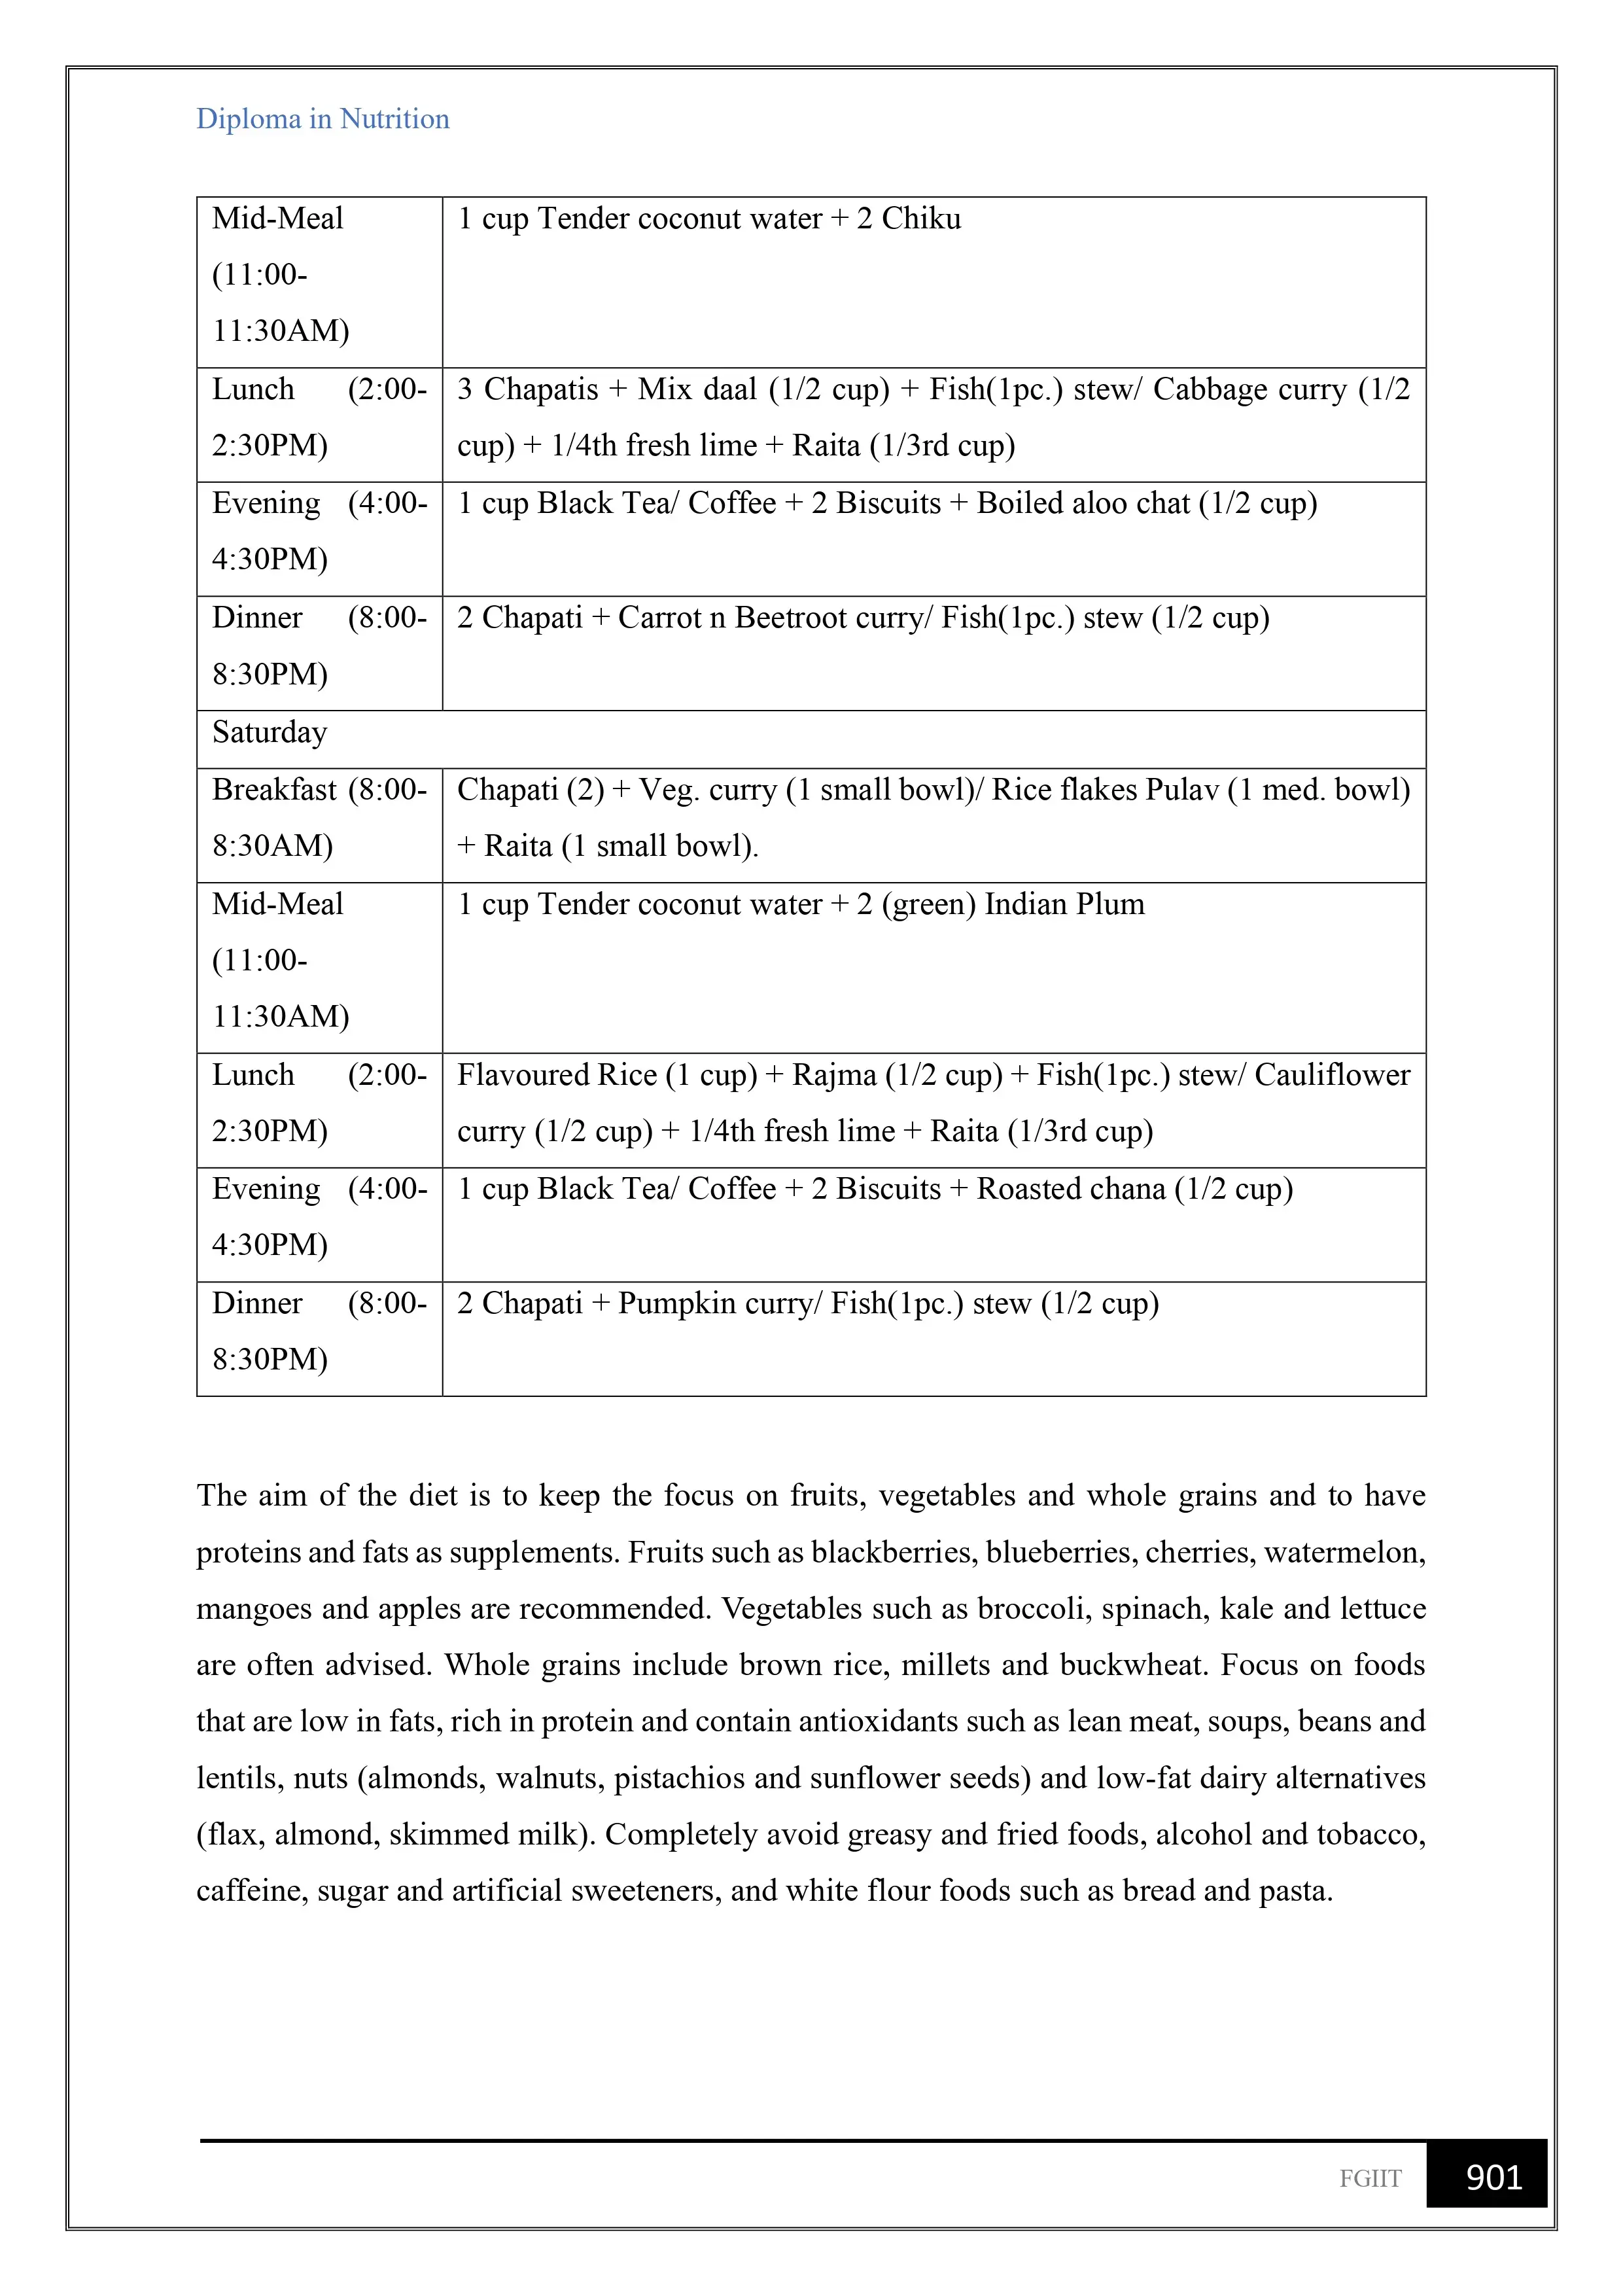 Diploma in Nutrition
Mid-Meal
(11:00-
11:30AM)
1 cup Tender coconut water + 2 Chiku
Lunch (2:00-
2:30PM)
3 Chapatis + Mix daal (1/2 cup) + Fish(1pc.) stew/ Cabbage curry (1/2
cup) + 1/4th fresh lime + Raita (1/3rd cup)
Evening (4:00-
4:30PM)
1 cup Black Tea/ Coffee + 2 Biscuits + Boiled aloo chat (1/2 cup)
Dinner (8:00-
8:30PM)
2 Chapati + Carrot n Beetroot curry/ Fish(1pc.) stew (1/2 cup)
Saturday
Breakfast (8:00-
8:30AM)
Chapati (2) + Veg. curry (1 small bowl)/ Rice flakes Pulav (1 med. bowl)
+ Raita (1 small bowl).
Mid-Meal
(11:00-
11:30AM)
1 cup Tender coconut water + 2 (green) Indian Plum
Lunch (2:00-
2:30PM)
Flavoured Rice (1 cup) + Rajma (1/2 cup) + Fish(1pc.) stew/ Cauliflower
curry (1/2 cup) + 1/4th fresh lime + Raita (1/3rd cup)
Evening (4:00-
4:30PM)
1 cup Black Tea/ Coffee + 2 Biscuits + Roasted chana (1/2 cup)
Dinner (8:00-
8:30PM)
2 Chapati + Pumpkin curry/ Fish(1pc.) stew (1/2 cup)
The aim of the diet is to keep the focus on fruits, vegetables and whole grains and to have
proteins and fats as supplements. Fruits such as blackberries, blueberries, cherries, watermelon,
mangoes and apples are recommended. Vegetables such as broccoli, spinach, kale and lettuce
are often advised. Whole grains include brown rice, millets and buckwheat. Focus on foods
that are low in fats, rich in protein and contain antioxidants such as lean meat, soups, beans and
lentils, nuts (almonds, walnuts, pistachios and sunflower seeds) and low-fat dairy alternatives
(flax, almond, skimmed milk). Completely avoid greasy and fried foods, alcohol and tobacco,
caffeine, sugar and artificial sweeteners, and white flour foods such as bread and pasta.
FGIIT 901